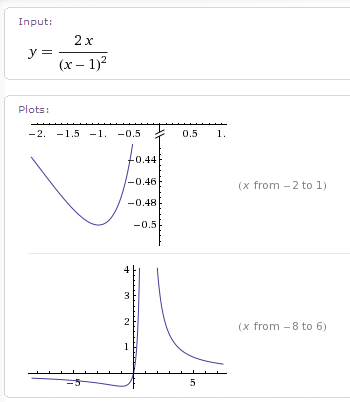 Input:
y = 2 x / (x − 1)²
Plots:
−2. −1.5 −1. −0.5 0.5 1.
−0.44
−0.46
−0.48
−0.5
(x from −2 to 1)
4
3
2
1
−5 5
(x from −8 to 6)